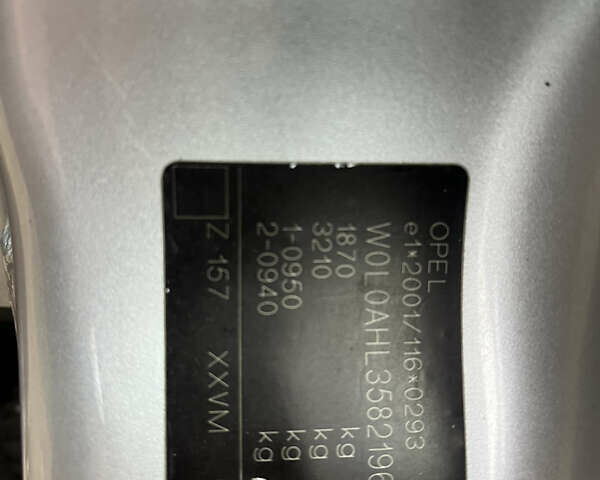 OPEL
e1*2001/116*0293
W0L0AHL3582196
1870 kg
3210 kg
1-0950 kg
2-0940 kg
Z 157 XXVM